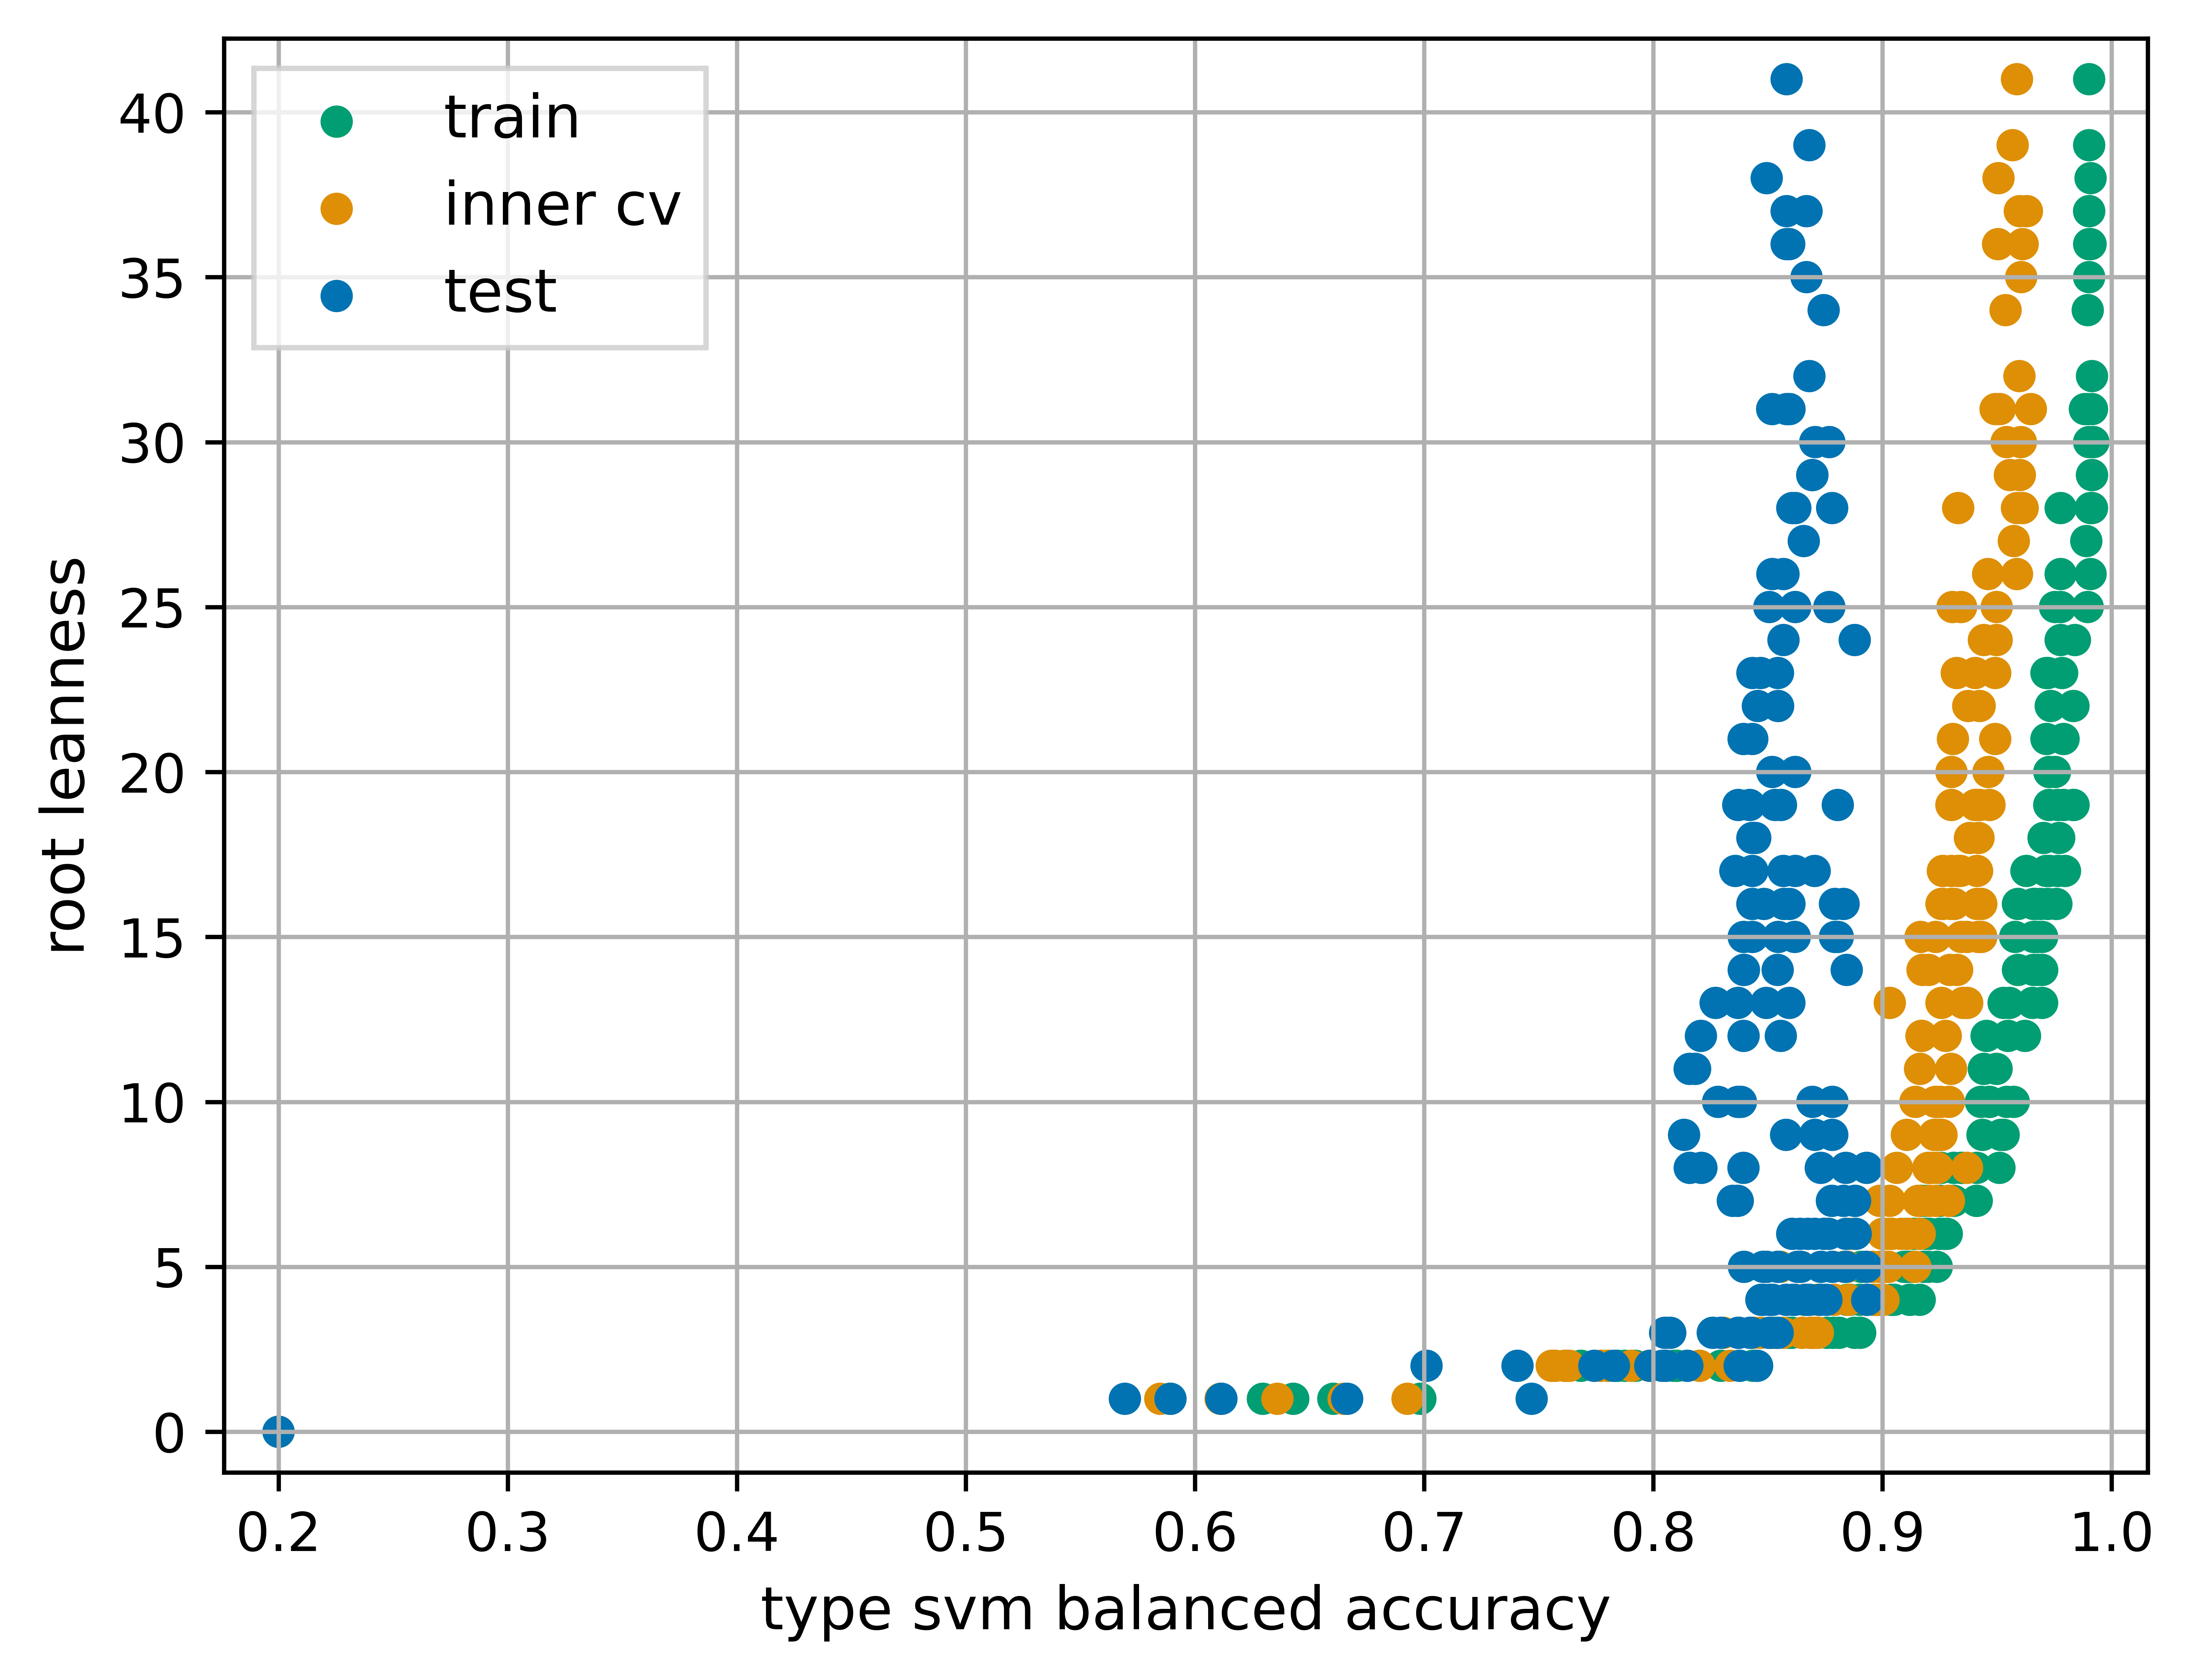 train
inner cv
test
40
35
30
25
20
15
10
5
0
root leanness
0.2 0.3 0.4 0.5 0.6 0.7 0.8 0.9 1.0
type svm balanced accuracy